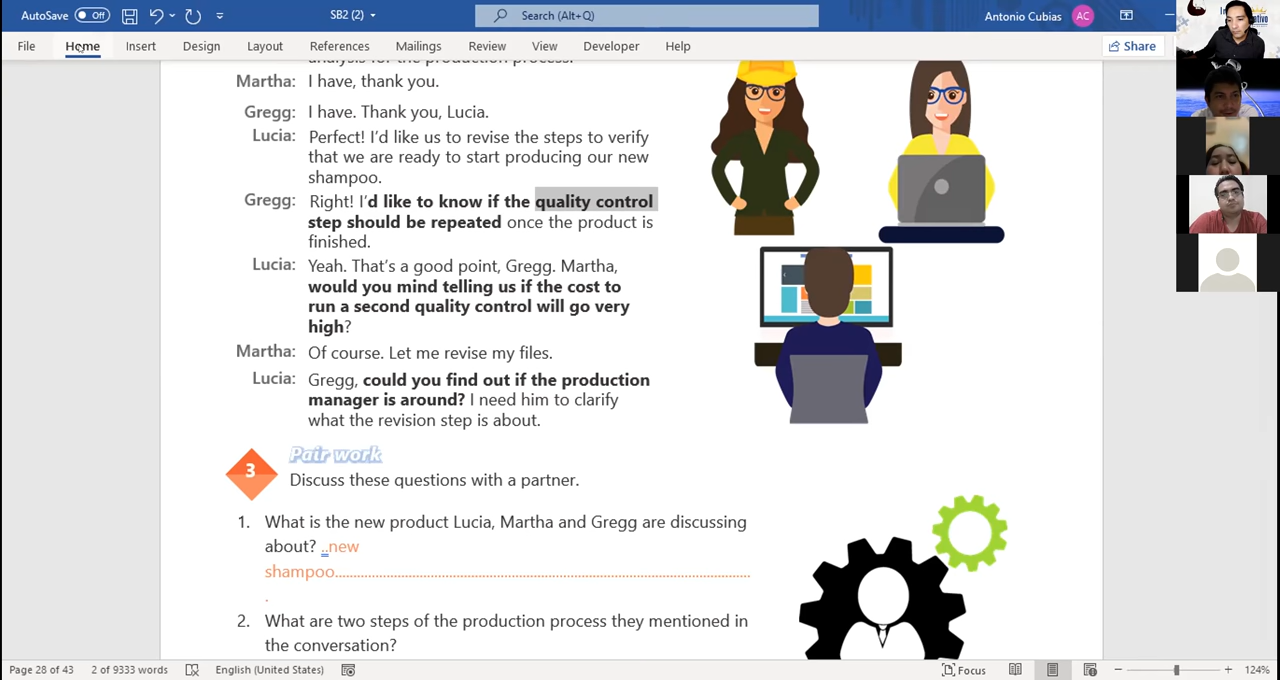 AutoSave Off SB2 (2) Search (Alt+Q) Antonio Cubias AC
File Home Insert Design Layout References Mailings Review View Developer Help Share
analysis for the production process.
Martha: I have, thank you.
Gregg: I have. Thank you, Lucia.
Lucia: Perfect! I'd like us to revise the steps to verify
that we are ready to start producing our new
shampoo.
Gregg: Right! I'd like to know if the quality control
step should be repeated once the product is
finished.
Lucia: Yeah. That's a good point, Gregg. Martha,
would you mind telling us if the cost to
run a second quality control will go very
high?
Martha: Of course. Let me revise my files.
Lucia: Gregg, could you find out if the production
manager is around? I need him to clarify
what the revision step is about.
3 Pair work
Discuss these questions with a partner.
1. What is the new product Lucia, Martha and Gregg are discussing
about? ..new
shampoo..........................................................................................
.
2. What are two steps of the production process they mentioned in
the conversation?
Page 28 of 43 2 of 9333 words English (United States) Focus 124%